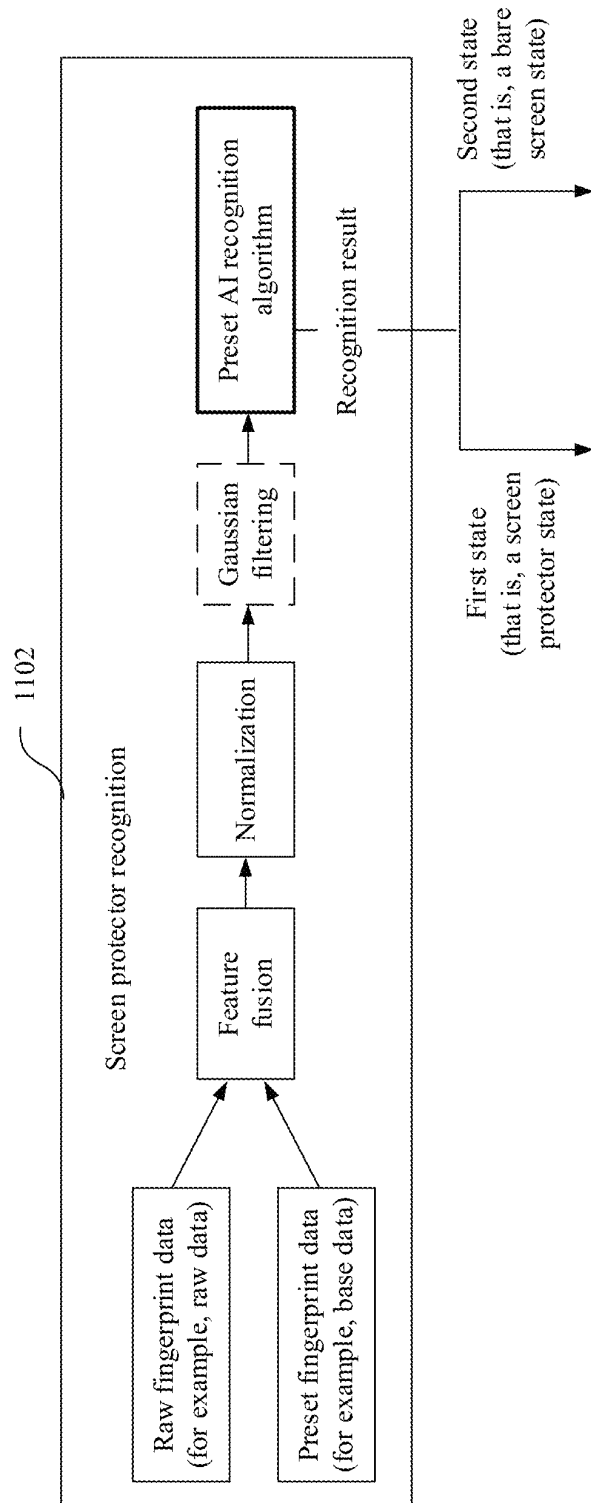 1102
Screen protector recognition
Raw fingerprint data
(for example, raw data)
Preset fingerprint data
(for example, base data)
Feature
fusion
Normalization
Gaussian
filtering
Preset AI recognition
algorithm
Recognition result
First state
(that is, a screen
protector state)
Second state
(that is, a bare
screen state)